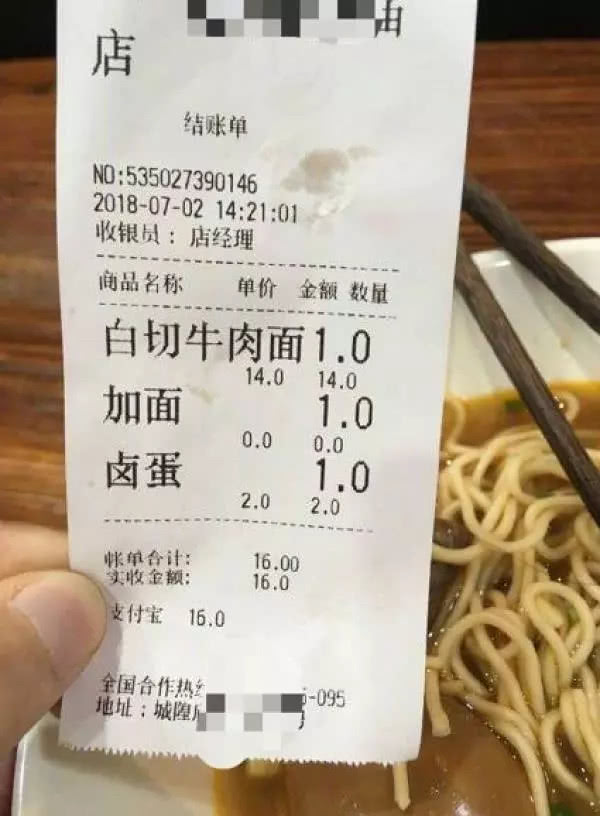 店
结账单
NO:535027390146
2018-07-02 14:21:01
收银员: 店经理
商品名称 单价 金额 数量
白切牛肉面 1.0
14.0 14.0
加面 1.0
0.0 0.0
卤蛋 1.0
2.0 2.0
帐单合计: 16.00
实收金额: 16.0
支付宝 16.0
全国合作热 -095
地址:城隍